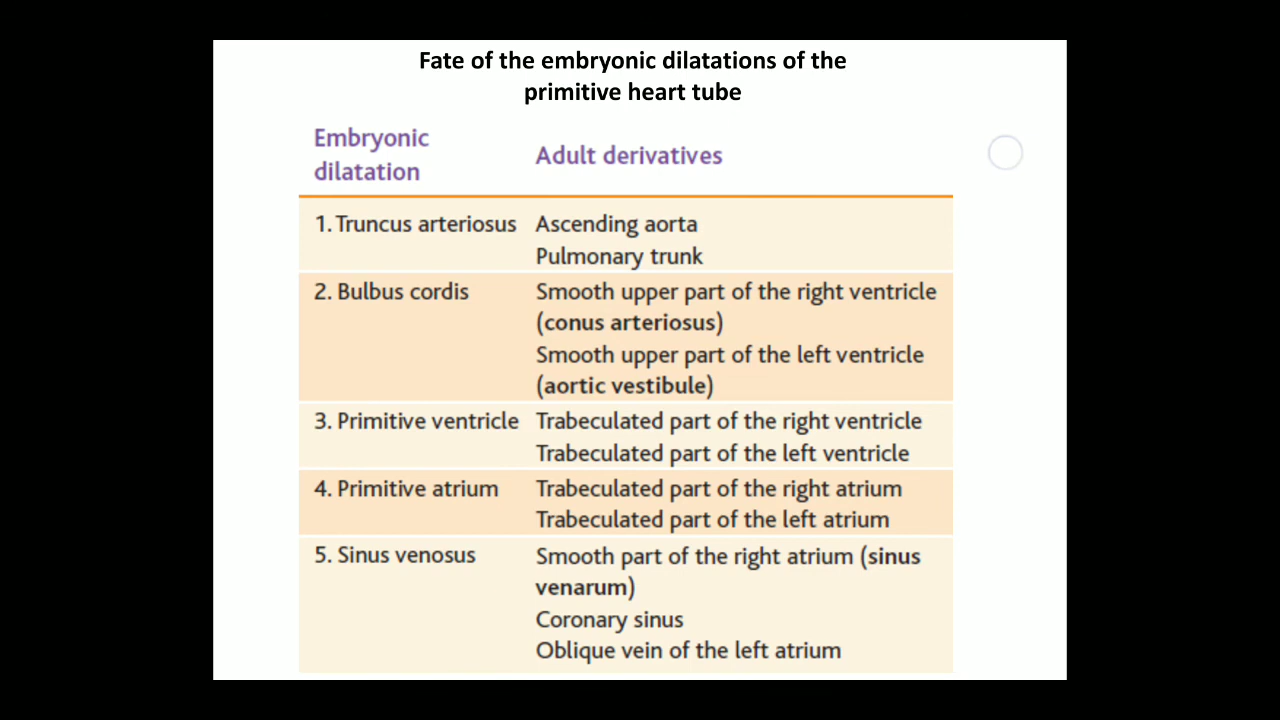 Fate of the embryonic dilatations of the
primitive heart tube
Embryonic
dilatation
Adult derivatives
1. Truncus arteriosus
Ascending aorta
Pulmonary trunk
2. Bulbus cordis
Smooth upper part of the right ventricle
(conus arteriosus)
Smooth upper part of the left ventricle
(aortic vestibule)
3. Primitive ventricle
Trabeculated part of the right ventricle
Trabeculated part of the left ventricle
4. Primitive atrium
Trabeculated part of the right atrium
Trabeculated part of the left atrium
5. Sinus venosus
Smooth part of the right atrium (sinus
venarum)
Coronary sinus
Oblique vein of the left atrium